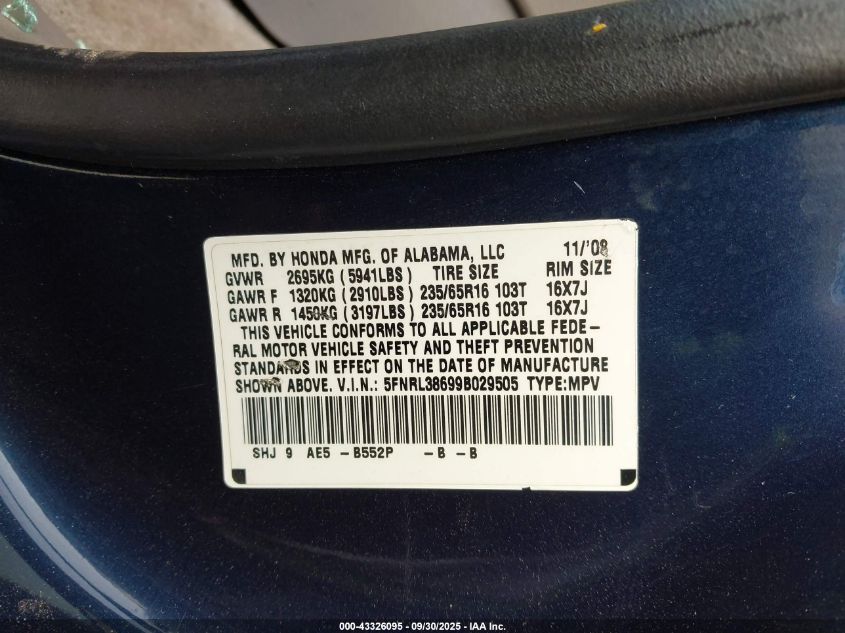 MFD. BY HONDA MFG. OF ALABAMA, LLC 11/'08
GVWR 2695KG (5941LBS) TIRE SIZE RIM SIZE
GAWR F 1320KG (2910LBS) 235/65R16 103T 16X7J
GAWR R 1450KG (3197LBS) 235/65R16 103T 16X7J
THIS VEHICLE CONFORMS TO ALL APPLICABLE FEDE-
RAL MOTOR VEHICLE SAFETY AND THEFT PREVENTION
STANDARDS IN EFFECT ON THE DATE OF MANUFACTURE
SHOWN ABOVE. V.I.N.: 5FNRL38699B029505 TYPE:MPV
SHJ 9 AE5 -B552P -B -B
000-43326095 - 09/30/2025 - IAA Inc.